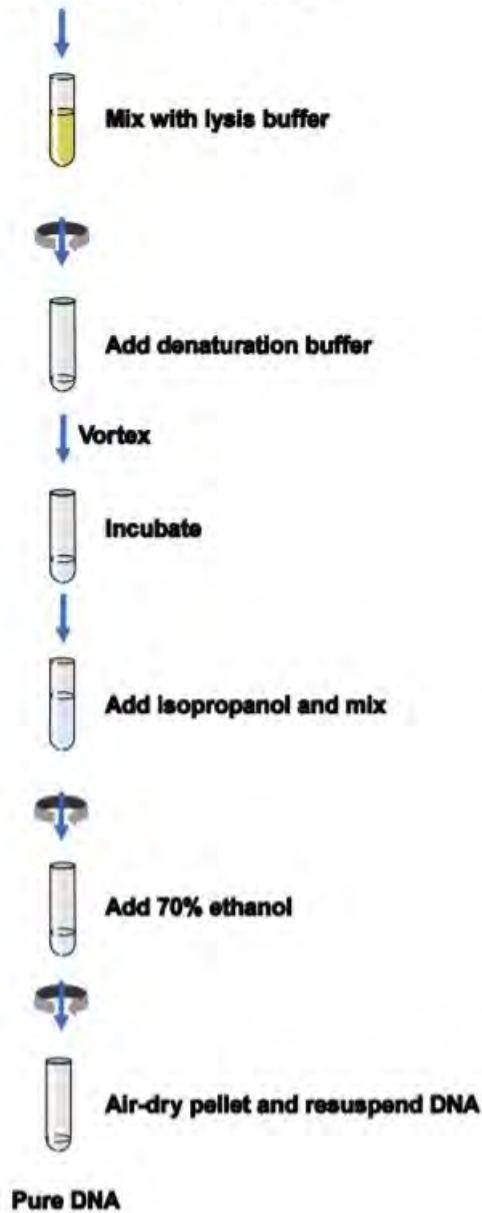 Mix with lysis buffer
Add denaturation buffer
Vortex
Incubate
Add isopropanol and mix
Add 70% ethanol
Air-dry pellet and resuspend DNA
Pure DNA